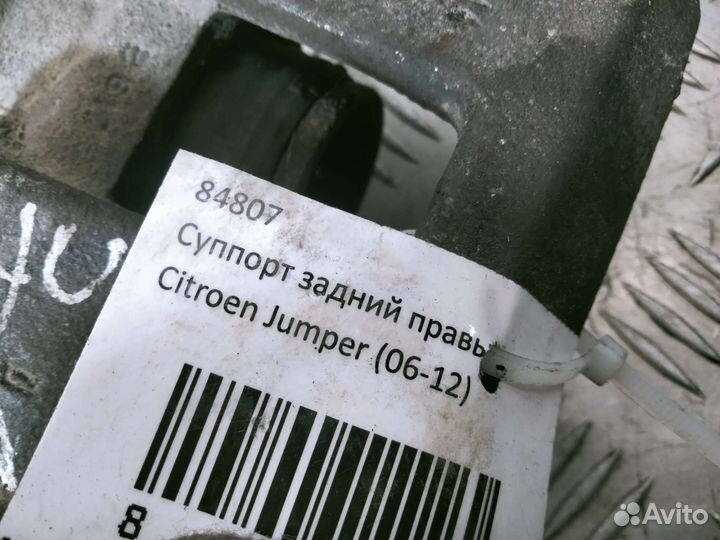 84807
Суппорт задний правы
Citroen Jumper (06-12)
8
Avito